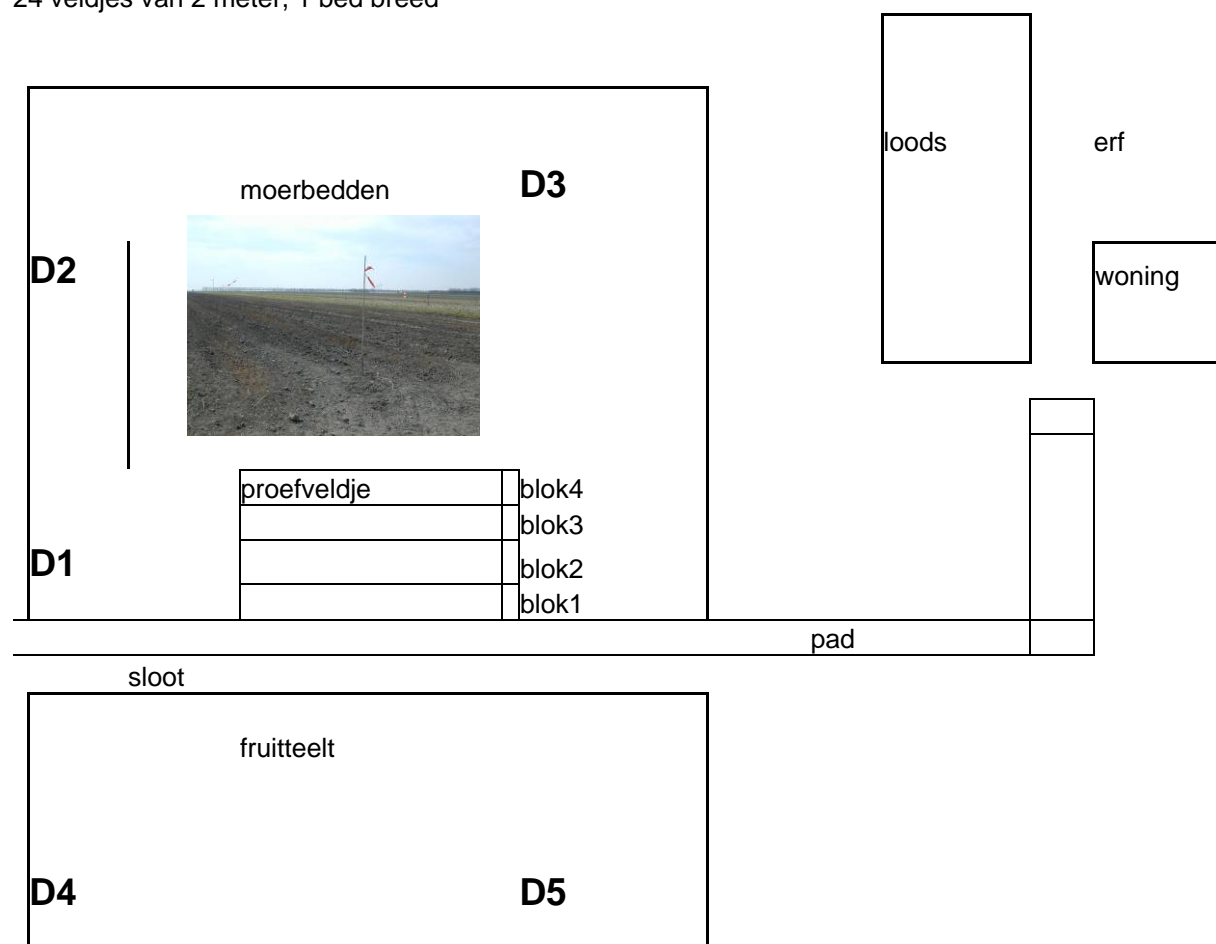 24 veldjes van 2 meter, 1 bed breed
loods
erf
moerbedden
D3
D2
woning
proefveldje
blok4
blok3
D1
blok2
blok1
pad
sloot
fruitteelt
D4
D5